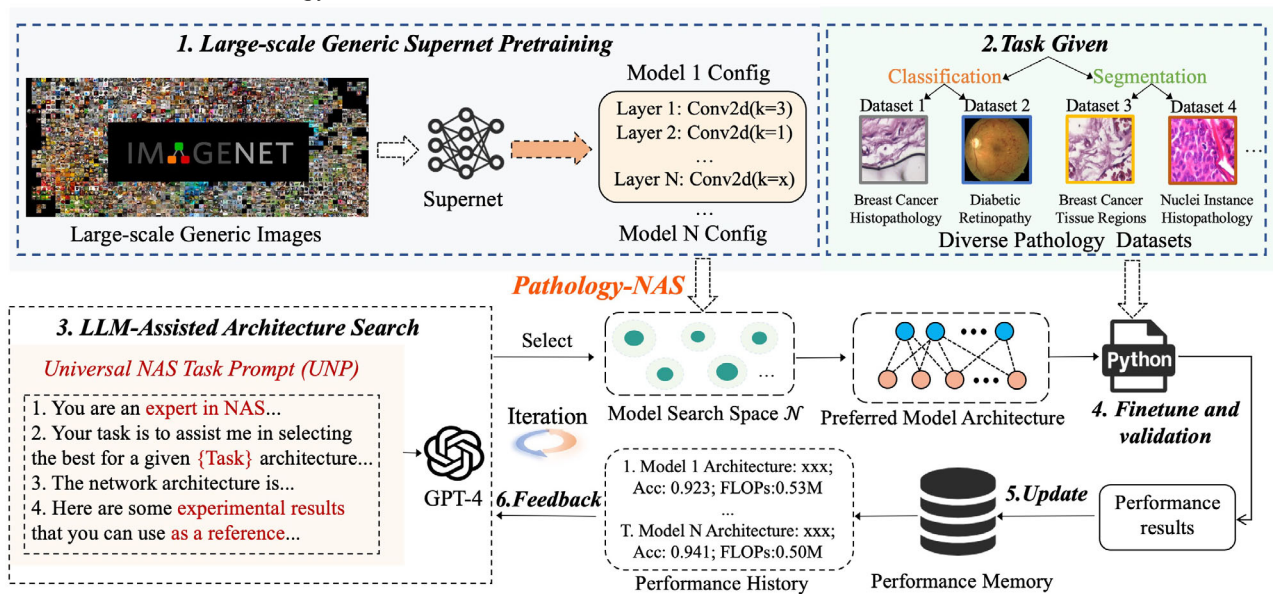 1. Large-scale Generic Supernet Pretraining
IMAGENET
Large-scale Generic Images
Supernet
Model 1 Config
Layer 1: Conv2d(k=3)
Layer 2: Conv2d(k=1)
...
Layer N: Conv2d(k=x)
...
Model N Config
2.Task Given
Classification
Segmentation
Dataset 1
Dataset 2
Dataset 3
Dataset 4
...
Breast Cancer
Histopathology
Diabetic
Retinopathy
Breast Cancer
Tissue Regions
Nuclei Instance
Histopathology
Diverse Pathology Datasets
Pathology-NAS
3. LLM-Assisted Architecture Search
Universal NAS Task Prompt (UNP)
1. You are an expert in NAS...
2. Your task is to assist me in selecting
the best for a given {Task} architecture...
3. The network architecture is...
4. Here are some experimental results
that you can use as a reference...
GPT-4
Select
Iteration
...
Model Search Space 𝒩
Preferred Model Architecture
Python
4. Finetune and
validation
Performance
results
5.Update
Performance Memory
1. Model 1 Architecture: xxx;
Acc: 0.923; FLOPs:0.53M
...
T. Model N Architecture: xxx;
Acc: 0.941; FLOPs:0.50M
Performance History
6.Feedback